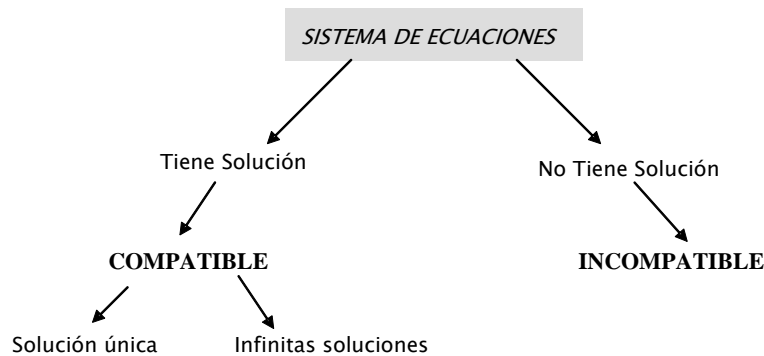 SISTEMA DE ECUACIONES
Tiene Solución
No Tiene Solución
COMPATIBLE
INCOMPATIBLE
Solución única
Infinitas soluciones